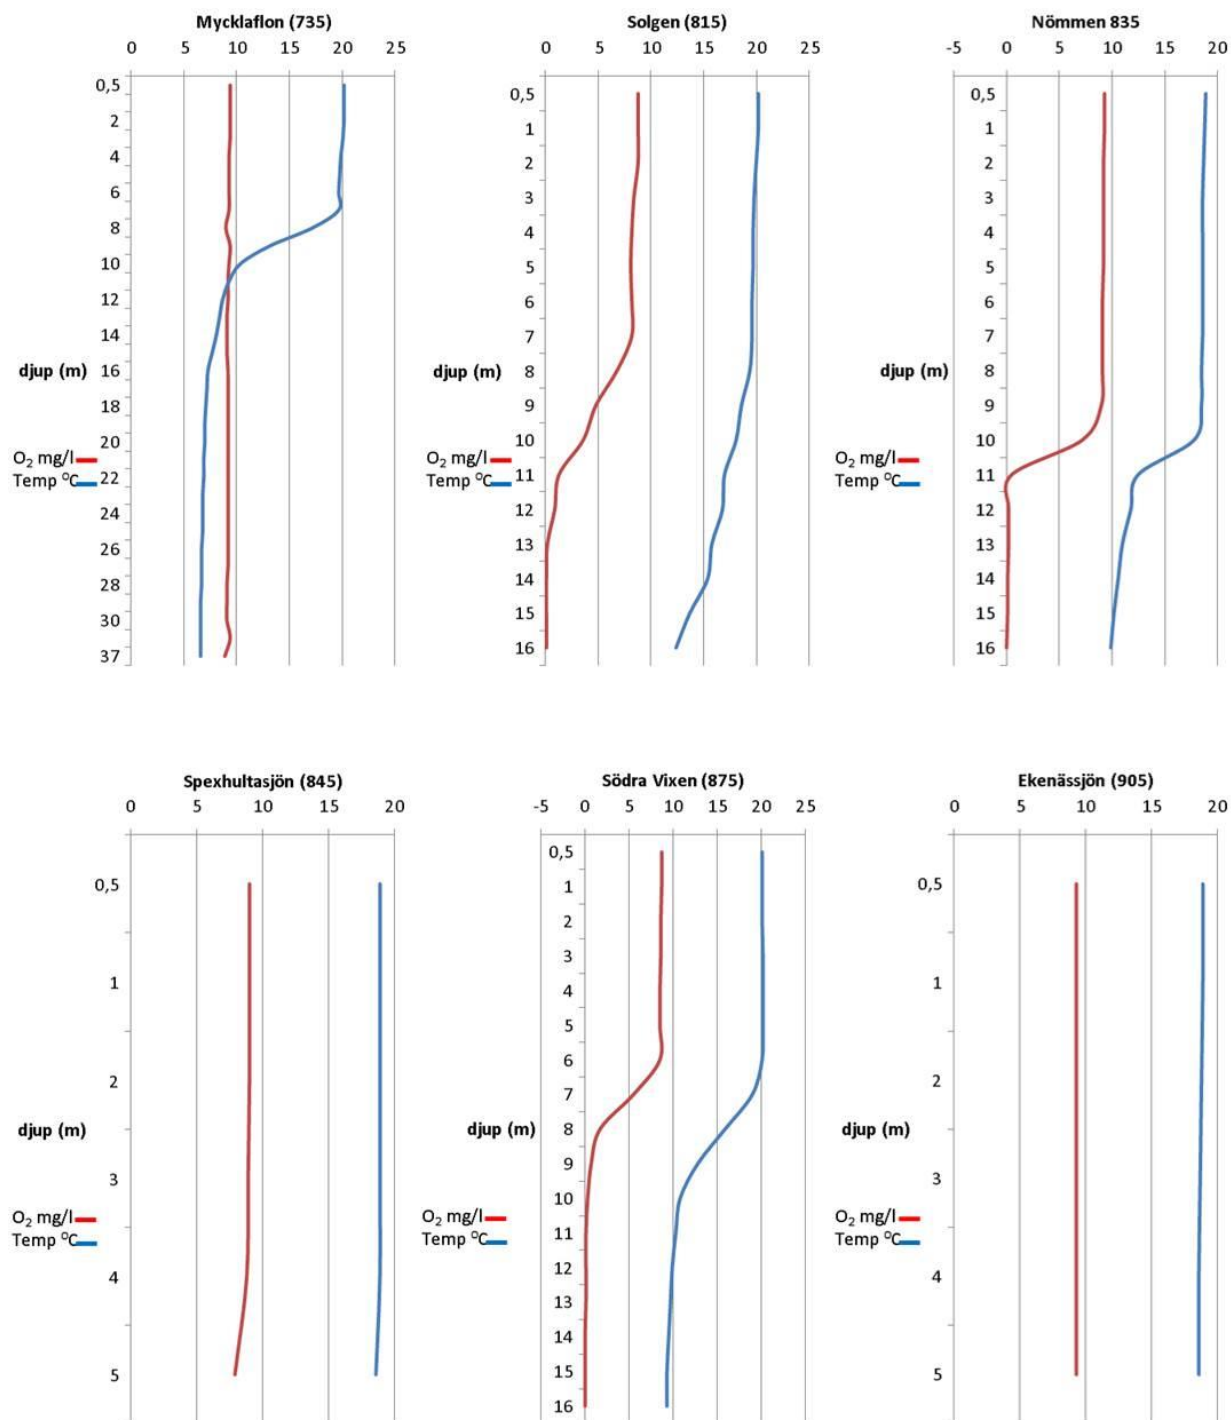 Mycklaflon (735)
0 5 10 15 20 25
0,5
2
4
6
8
10
12
14
djup (m) 16
18
20
O₂ mg/l
Temp °C 22
24
26
28
30
37
Solgen (815)
0 5 10 15 20 25
0,5
1
2
3
4
5
6
7
djup (m) 8
9
10
O₂ mg/l
Temp °C 11
12
13
14
15
16
Nömmen 835
-5 0 5 10 15 20
0,5
1
2
3
4
5
6
7
djup (m) 8
9
10
O₂ mg/l
Temp °C 11
12
13
14
15
16
Spexhultasjön (845)
0 5 10 15 20
0,5
1
2
djup (m)
3
O₂ mg/l
Temp °C
4
5
Södra Vixen (875)
-5 0 5 10 15 20 25
0,5
1
2
3
4
5
6
7
djup (m) 8
9
10
O₂ mg/l
Temp °C 11
12
13
14
15
16
Ekenässjön (905)
0 5 10 15 20
0,5
1
2
djup (m)
3
O₂ mg/l
Temp °C
4
5